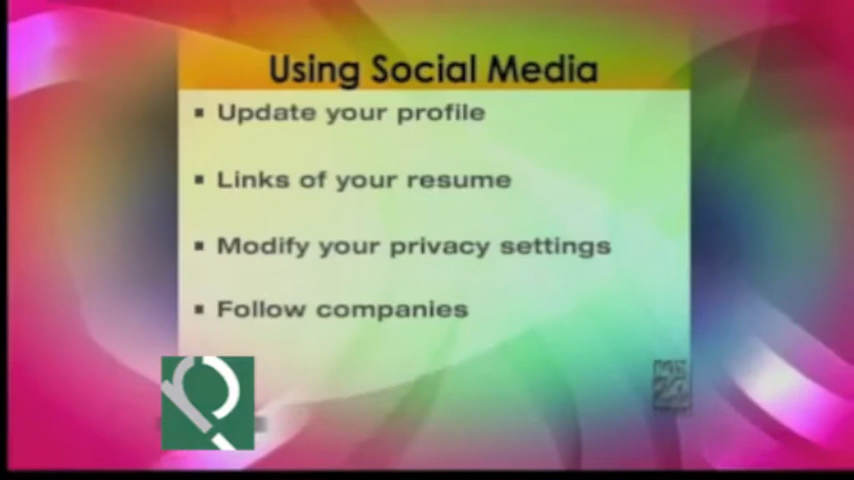 Using Social Media
▪ Update your profile
▪ Links of your resume
▪ Modify your privacy settings
▪ Follow companies